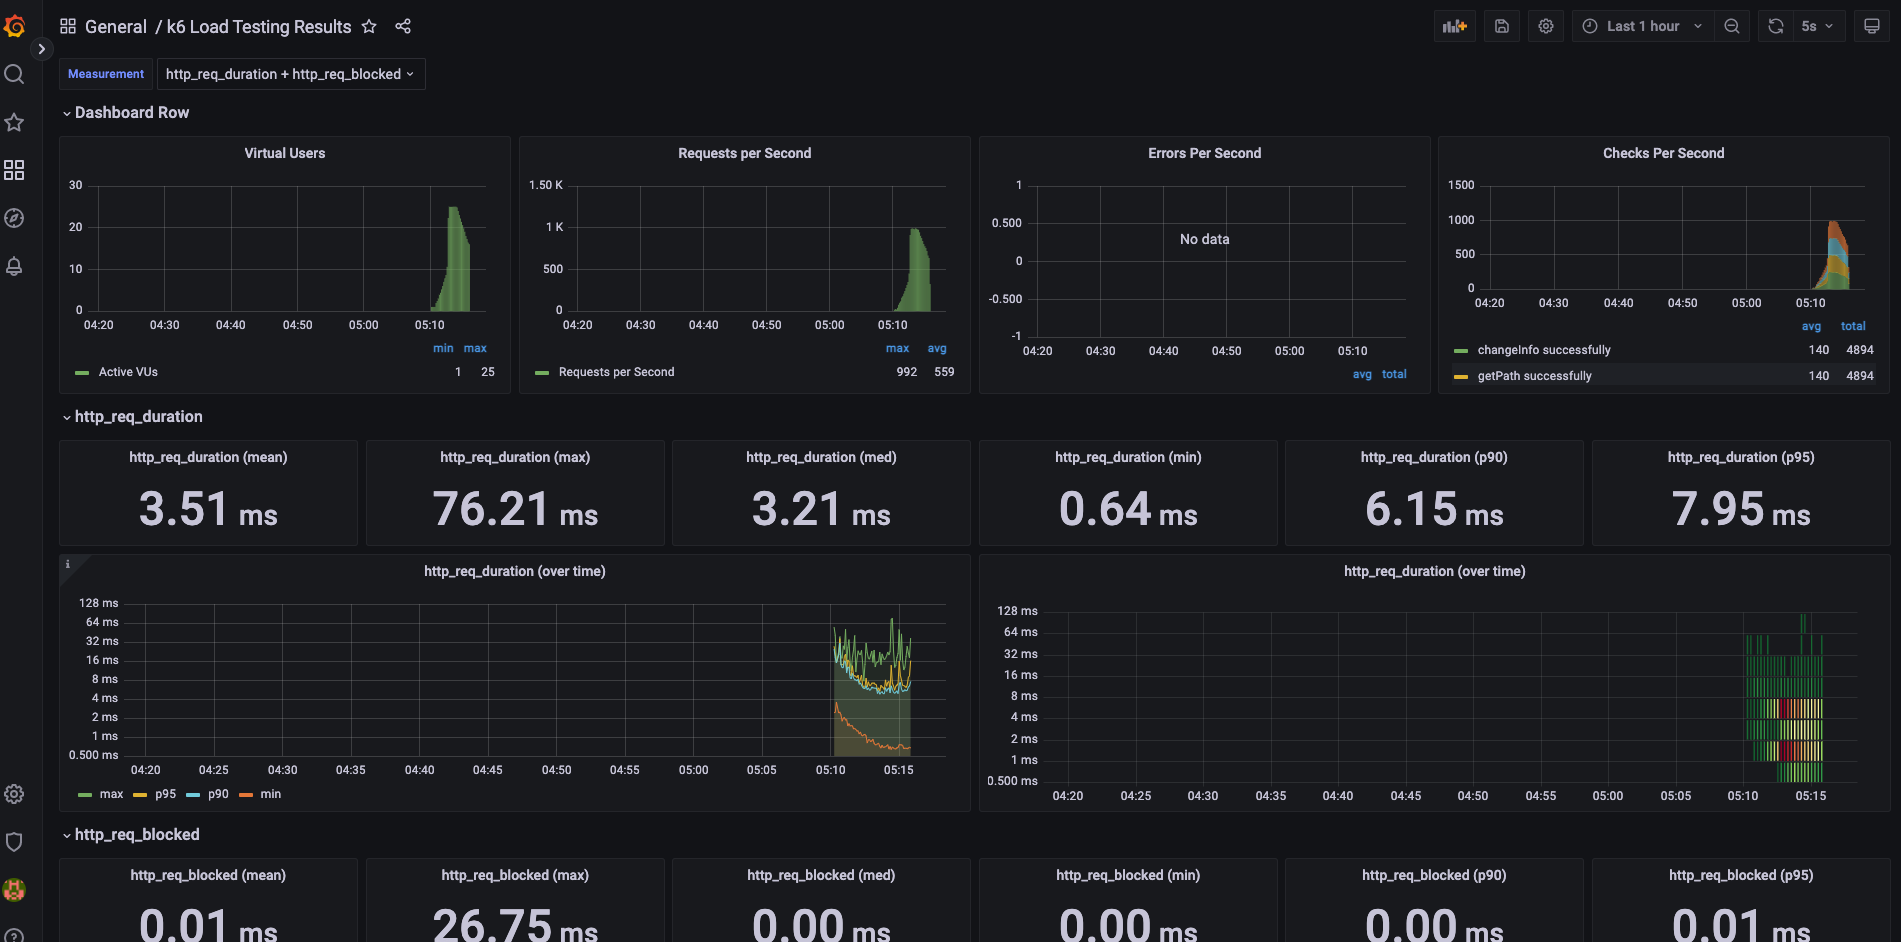 General / k6 Load Testing Results
Last 1 hour
5s
Measurement
http_req_duration + http_req_blocked
Dashboard Row
Virtual Users
30
20
10
0
04:20 04:30 04:40 04:50 05:00 05:10
min max
Active VUs 1 25
Requests per Second
1.50 K
1 K
500
0
04:20 04:30 04:40 04:50 05:00 05:10
max avg
Requests per Second 992 559
Errors Per Second
1
0.500
0
-0.500
-1
No data
04:20 04:30 04:40 04:50 05:00 05:10
avg total
Checks Per Second
1500
1000
500
0
04:20 04:30 04:40 04:50 05:00 05:10
avg total
changeInfo successfully 140 4894
getPath successfully 140 4894
http_req_duration
http_req_duration (mean)
3.51 ms
http_req_duration (max)
76.21 ms
http_req_duration (med)
3.21 ms
http_req_duration (min)
0.64 ms
http_req_duration (p90)
6.15 ms
http_req_duration (p95)
7.95 ms
i
http_req_duration (over time)
128 ms
64 ms
32 ms
16 ms
8 ms
4 ms
2 ms
1 ms
0.500 ms
04:20 04:25 04:30 04:35 04:40 04:45 04:50 04:55 05:00 05:05 05:10 05:15
max p95 p90 min
http_req_duration (over time)
128 ms
64 ms
32 ms
16 ms
8 ms
4 ms
2 ms
1 ms
0.500 ms
04:20 04:25 04:30 04:35 04:40 04:45 04:50 04:55 05:00 05:05 05:10 05:15
http_req_blocked
http_req_blocked (mean)
0.01 ms
http_req_blocked (max)
26.75 ms
http_req_blocked (med)
0.00 ms
http_req_blocked (min)
0.00 ms
http_req_blocked (p90)
0.00 ms
http_req_blocked (p95)
0.01 ms